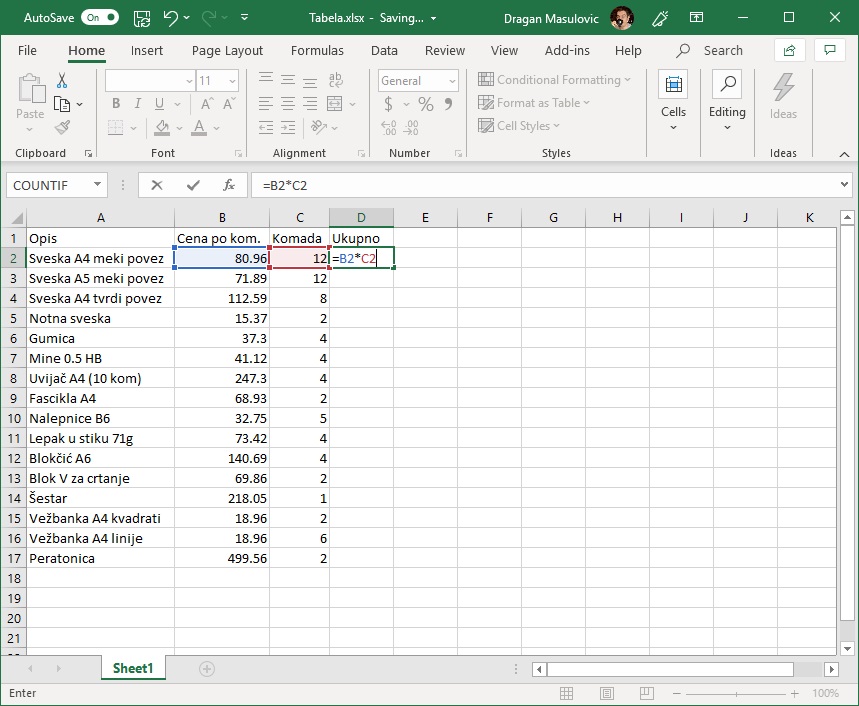 AutoSave On Tabela.xlsx - Saving... Dragan Masulovic
File Home Insert Page Layout Formulas Data Review View Add-ins Help Search
Paste
Clipboard
11
B I U A A
A
Font
ab
Alignment
General
$ % 9
Number
Conditional Formatting
Format as Table
Cell Styles
Styles
Cells
Editing
Ideas
Ideas
COUNTIF fx =B2*C2
A B C D E F G H I J K
1 Opis Cena po kom. Komada Ukupno
2 Sveska A4 meki povez 80.96 12 =B2*C2
3 Sveska A5 meki povez 71.89 12
4 Sveska A4 tvrdi povez 112.59 8
5 Notna sveska 15.37 2
6 Gumica 37.3 4
7 Mine 0.5 HB 41.12 4
8 Uvijač A4 (10 kom) 247.3 4
9 Fascikla A4 68.93 2
10 Nalepnice B6 32.75 5
11 Lepak u stiku 71g 73.42 4
12 Blokčić A6 140.69 4
13 Blok V za crtanje 69.86 2
14 Šestar 218.05 1
15 Vežbanka A4 kvadrati 18.96 2
16 Vežbanka A4 linije 18.96 6
17 Peratonica 499.56 2
18
19
20
21
Sheet1
Enter 100%